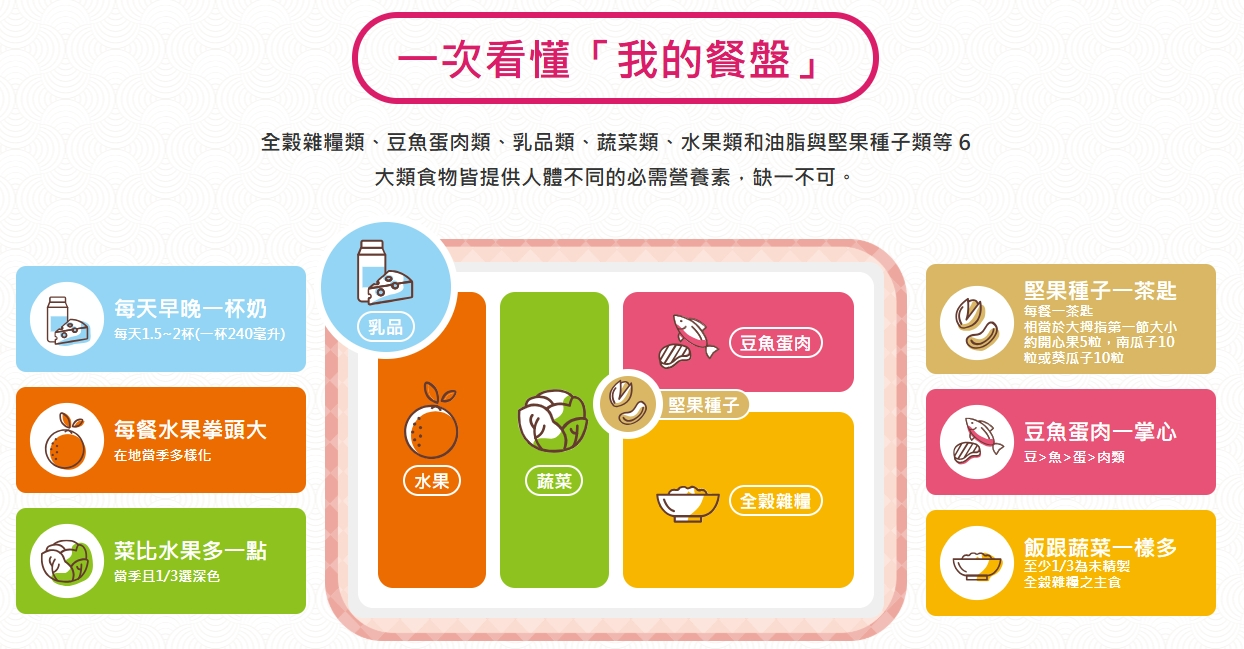 一次看懂「我的餐盤」
全穀雜糧類、豆魚蛋肉類、乳品類、蔬菜類、水果類和油脂與堅果種子類等 6
大類食物皆提供人體不同的必需營養素，缺一不可。
每天早晚一杯奶
每天1.5~2杯(一杯240毫升)
每餐水果拳頭大
在地當季多樣化
菜比水果多一點
當季且1/3選深色
乳品
水果
蔬菜
豆魚蛋肉
堅果種子
全穀雜糧
堅果種子一茶匙
每餐一茶匙
相當於大拇指第一節大小
約開心果5粒，南瓜子10
粒或葵瓜子10粒
豆魚蛋肉一掌心
豆>魚>蛋>肉類
飯跟蔬菜一樣多
至少1/3為未精製
全穀雜糧之主食